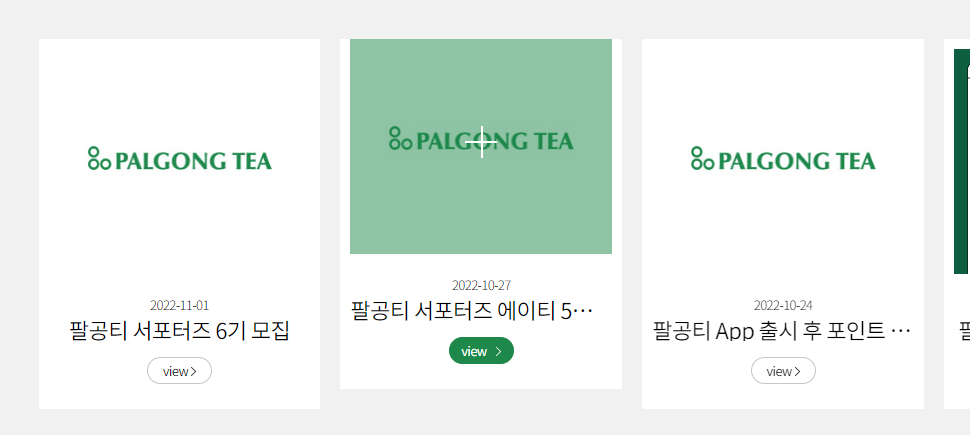 PALGONG TEA
2022-11-01
팔공티 서포터즈 6기 모집
view
PALGONG TEA
2022-10-27
팔공티 서포터즈 에이티 5···
view
PALGONG TEA
2022-10-24
팔공티 App 출시 후 포인트 ···
view